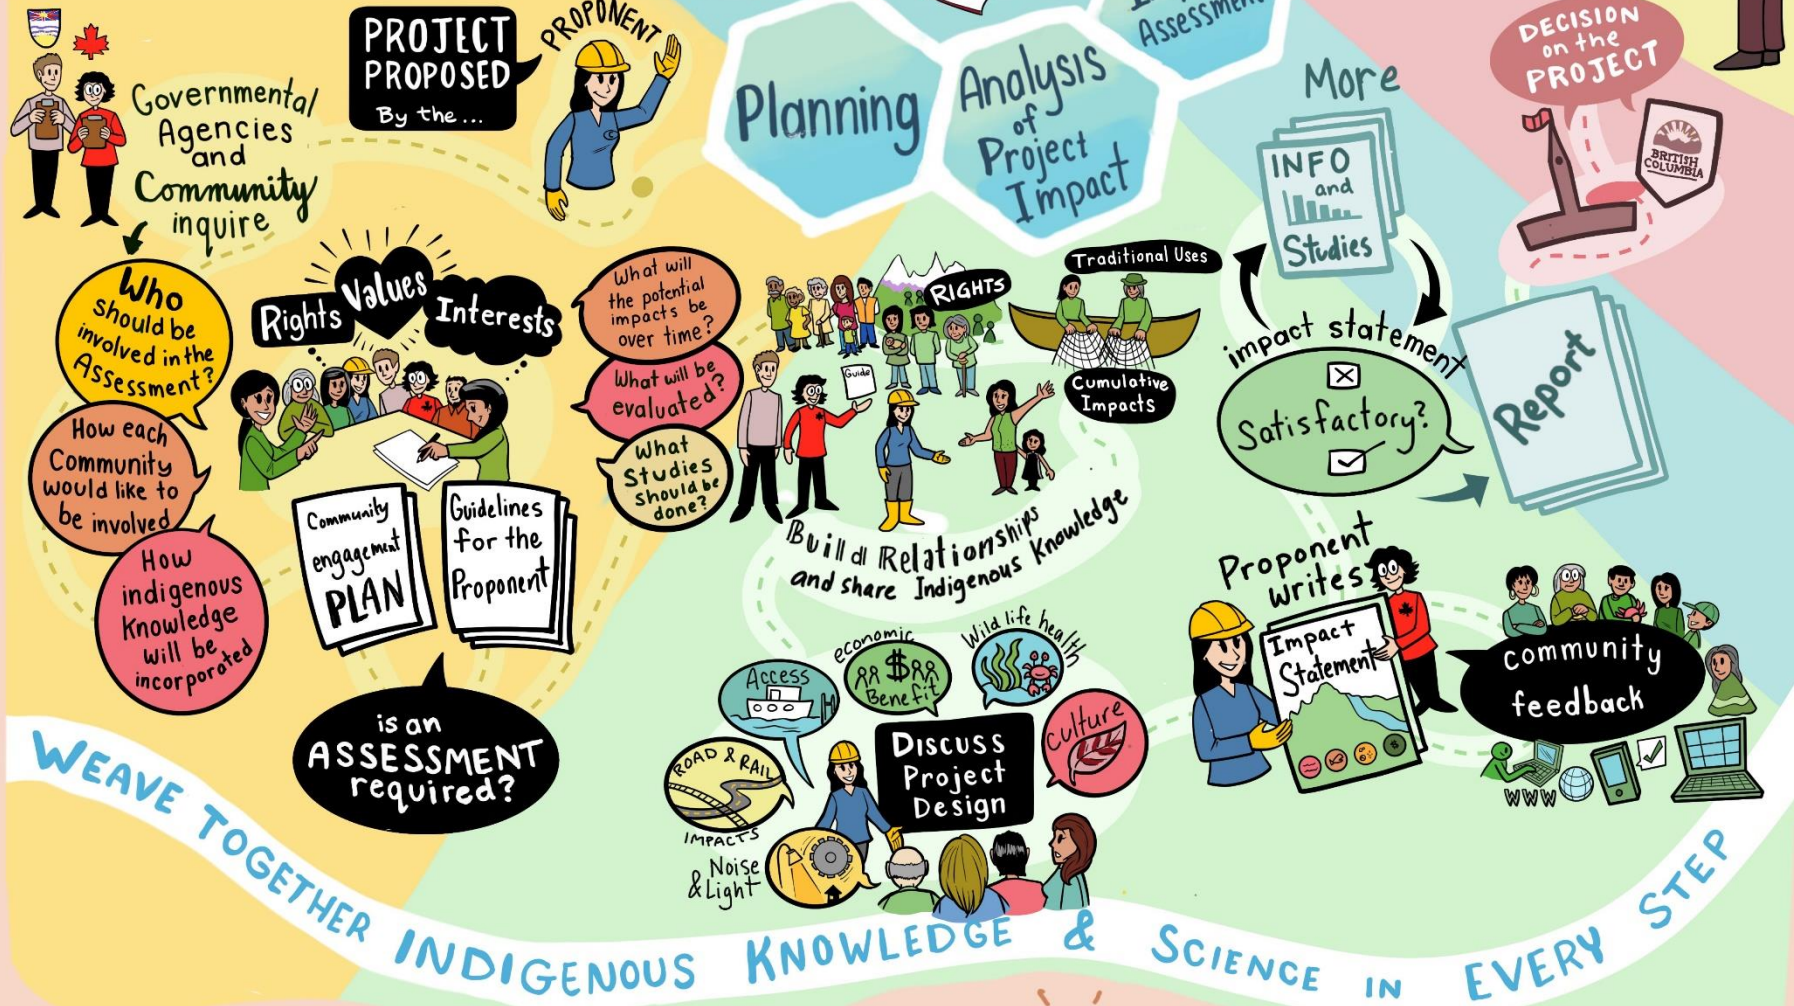 PROJECT
PROPOSED
By the...
PROPONENT
Governmental
Agencies
and
Community
inquire
Who
should be
involved in the
Assessment?
How each
Community
would like to
be involved
How
indigenous
Knowledge
will be
incorporated
Rights
Values
Interests
Community
engagement
PLAN
Guidelines
for the
Proponent
is an
ASSESSMENT
required?
What will
the potential
impacts be
over time?
What will be
evaluated?
What
Studies
should be
done?
Planning
Analysis
of
Project
Impact
Assessment
RIGHTS
Traditional Uses
Guide
Cumulative
Impacts
Build Relationships
and share Indigenous Knowledge
Access
economic
$
Benefit
Wild life health
Culture
ROAD & RAIL
IMPACTS
Noise
& Light
DISCUSS
Project
Design
More
INFO
and
Studies
impact statement
Satisfactory?
Report
DECISION
on the
PROJECT
BRITISH
COLUMBIA
Proponent
writes
Impact
Statement
$
community
feedback
WWW
WEAVE TOGETHER INDIGENOUS KNOWLEDGE & SCIENCE IN EVERY STEP